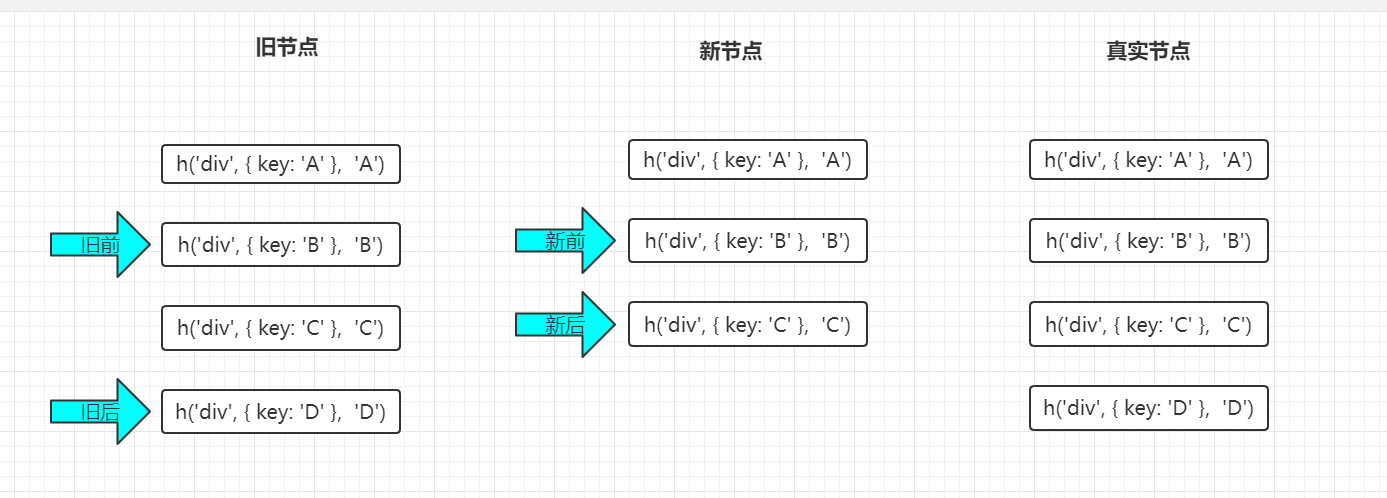 旧节点 新节点 真实节点
h('div', { key: 'A' }, 'A') h('div', { key: 'A' }, 'A') h('div', { key: 'A' }, 'A')
旧前 h('div', { key: 'B' }, 'B') 新前 h('div', { key: 'B' }, 'B') h('div', { key: 'B' }, 'B')
h('div', { key: 'C' }, 'C') 新后 h('div', { key: 'C' }, 'C') h('div', { key: 'C' }, 'C')
旧后 h('div', { key: 'D' }, 'D') h('div', { key: 'D' }, 'D')